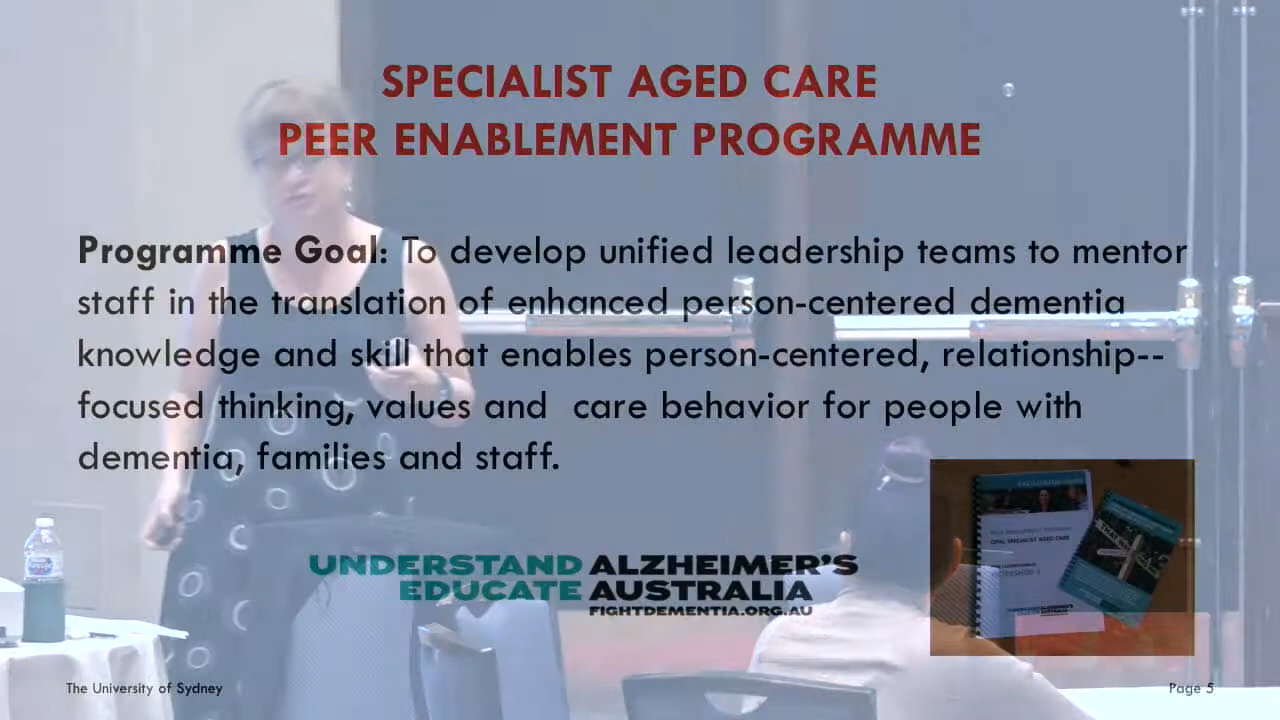 SPECIALIST AGED CARE
PEER ENABLEMENT PROGRAMME
Programme Goal: To develop unified leadership teams to mentor
staff in the translation of enhanced person-centered dementia
knowledge and skill that enables person-centered, relationship--
focused thinking, values and care behavior for people with
dementia, families and staff.
UNDERSTAND ALZHEIMER'S
EDUCATE AUSTRALIA
FIGHTDEMENTIA.ORG.AU
The University of Sydney
Page 5